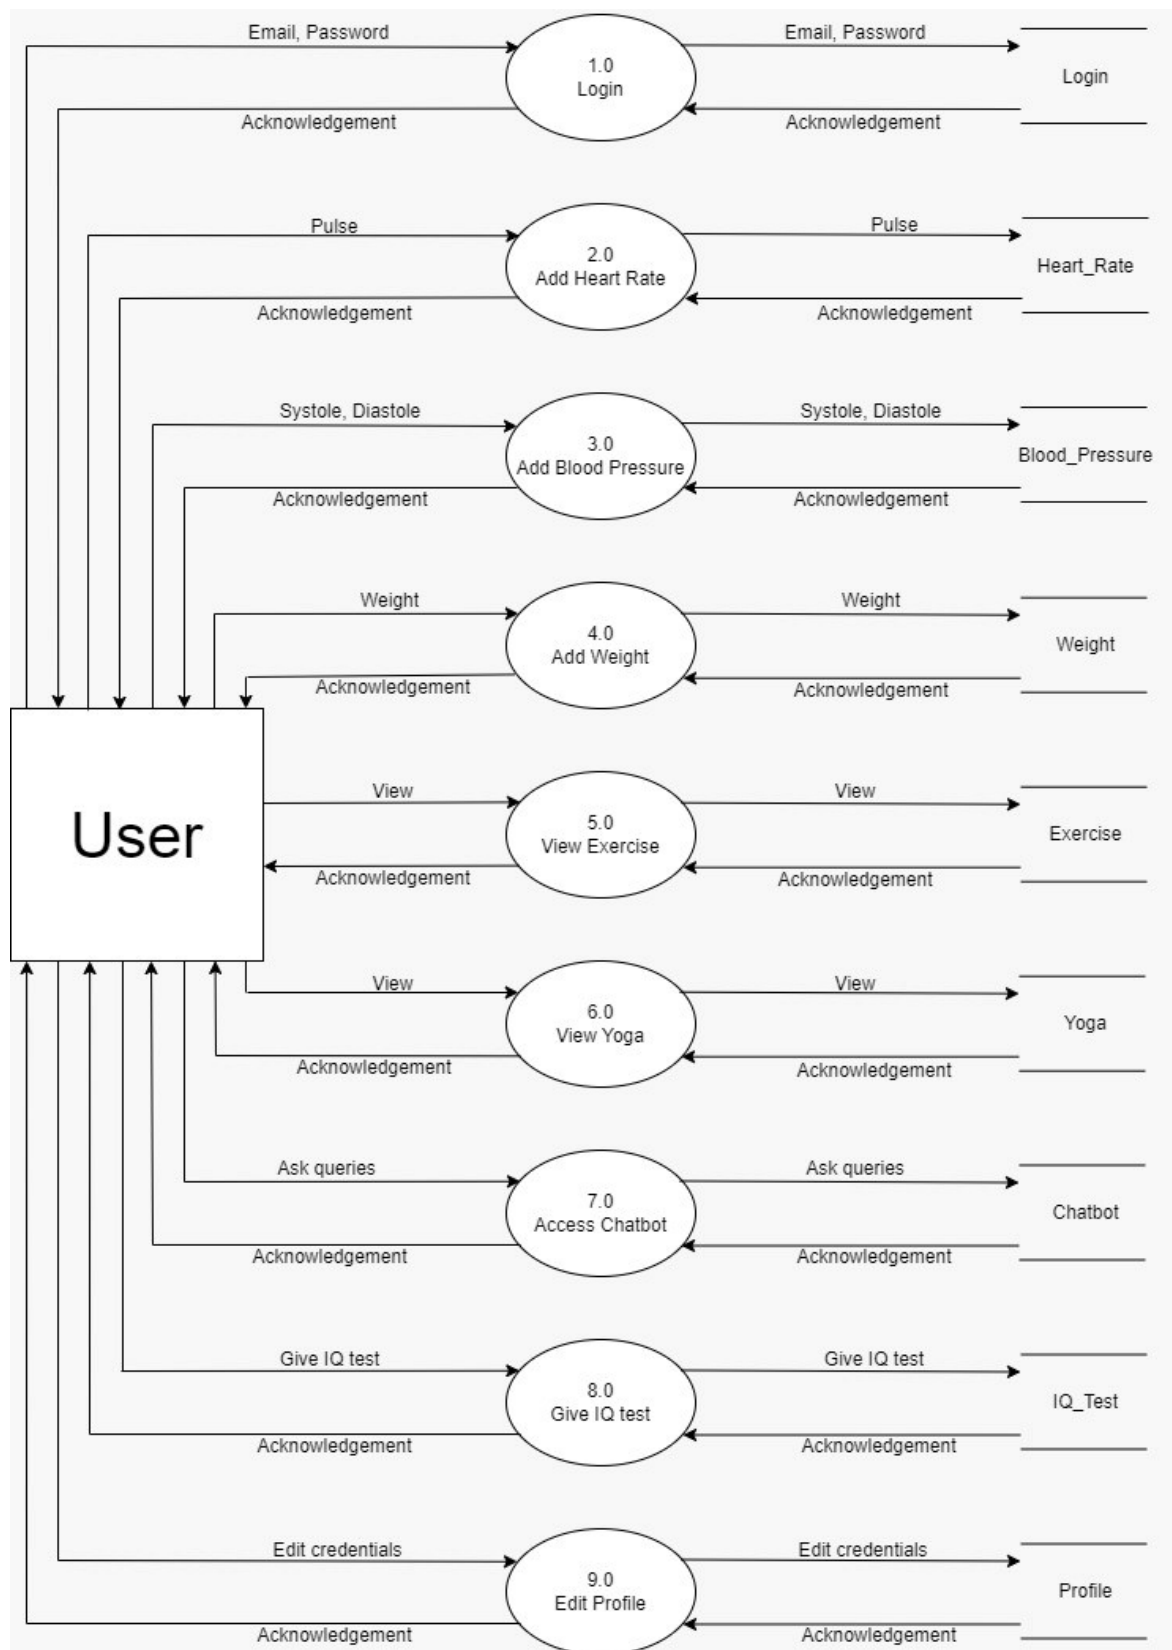 Email, Password
Email, Password
1.0
Login
Login
Acknowledgement
Acknowledgement
Pulse
Pulse
2.0
Add Heart Rate
Heart_Rate
Acknowledgement
Acknowledgement
Systole, Diastole
Systole, Diastole
3.0
Add Blood Pressure
Blood_Pressure
Acknowledgement
Acknowledgement
Weight
Weight
4.0
Add Weight
Weight
Acknowledgement
Acknowledgement
User
View
View
5.0
View Exercise
Exercise
Acknowledgement
Acknowledgement
View
View
6.0
View Yoga
Yoga
Acknowledgement
Acknowledgement
Ask queries
Ask queries
7.0
Access Chatbot
Chatbot
Acknowledgement
Acknowledgement
Give IQ test
Give IQ test
8.0
Give IQ test
IQ_Test
Acknowledgement
Acknowledgement
Edit credentials
Edit credentials
9.0
Edit Profile
Profile
Acknowledgement
Acknowledgement